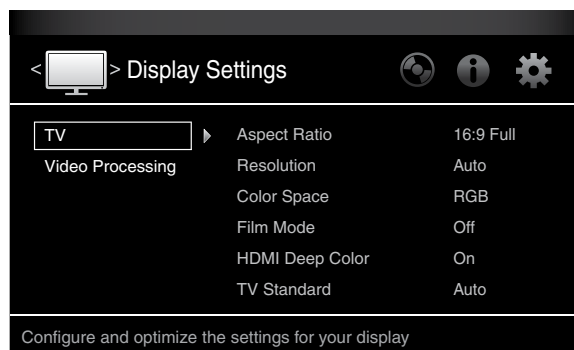 < > Display Settings
TV
Video Processing
Aspect Ratio 16:9 Full
Resolution Auto
Color Space RGB
Film Mode Off
HDMI Deep Color On
TV Standard Auto
Configure and optimize the settings for your display